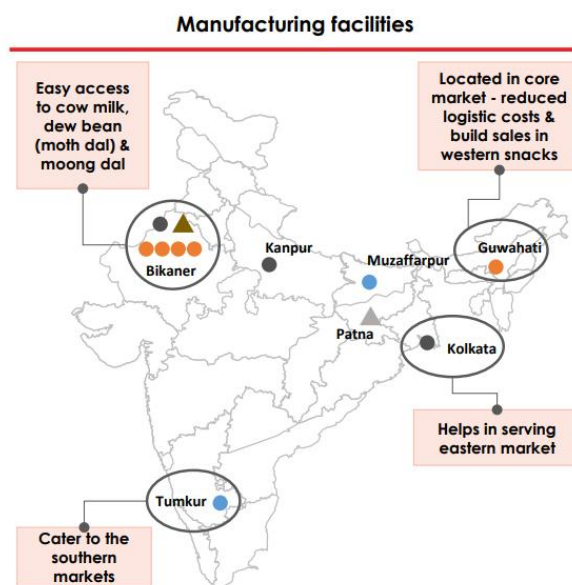 Manufacturing facilities
Easy access
to cow milk,
dew bean
(moth dal) &
moong dal
Located in core
market - reduced
logistic costs &
build sales in
western snacks
Bikaner
Kanpur
Muzaffarpur
Guwahati
Patna
Kolkata
Helps in serving
eastern market
Tumkur
Cater to the
southern
markets